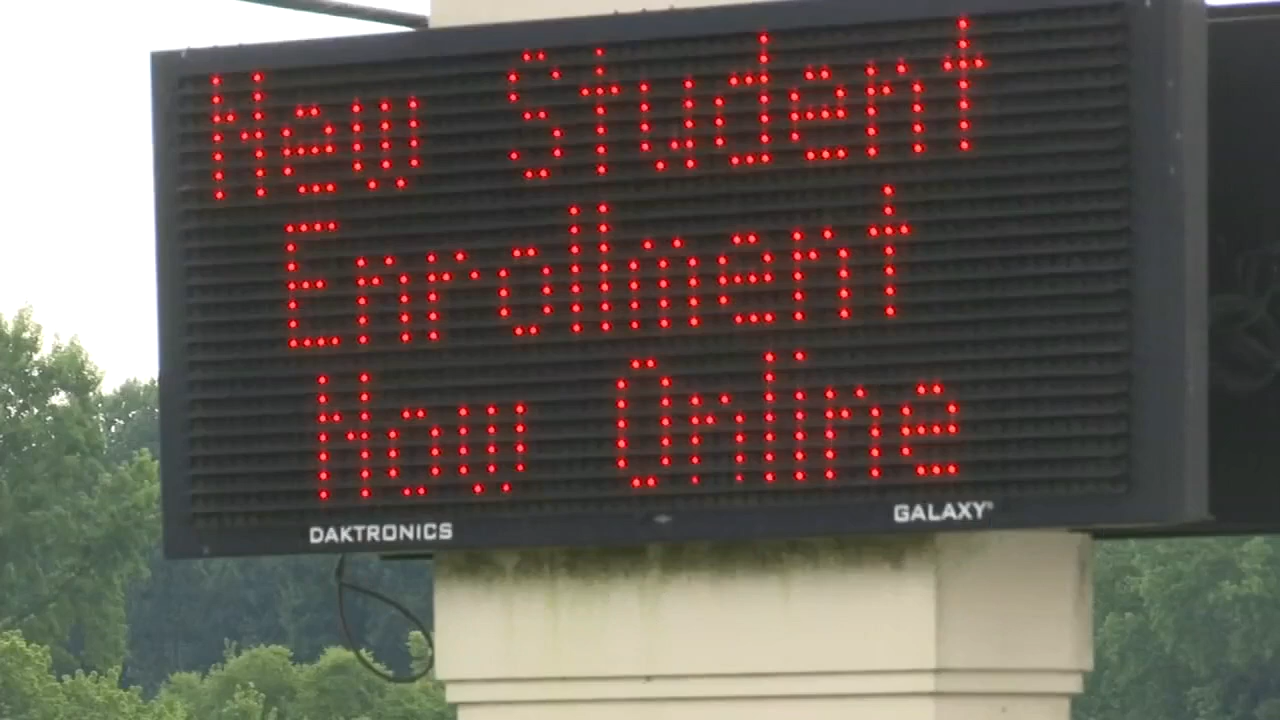 New Student
Enrollment
Now Online
DAKTRONICS
GALAXY®